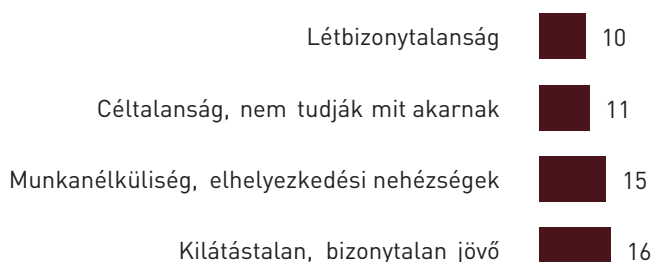 Létbizonytalanság 10
Céltalanság, nem tudják mit akarnak 11
Munkanélküliség, elhelyezkedési nehézségek 15
Kilátástalan, bizonytalan jövő 16